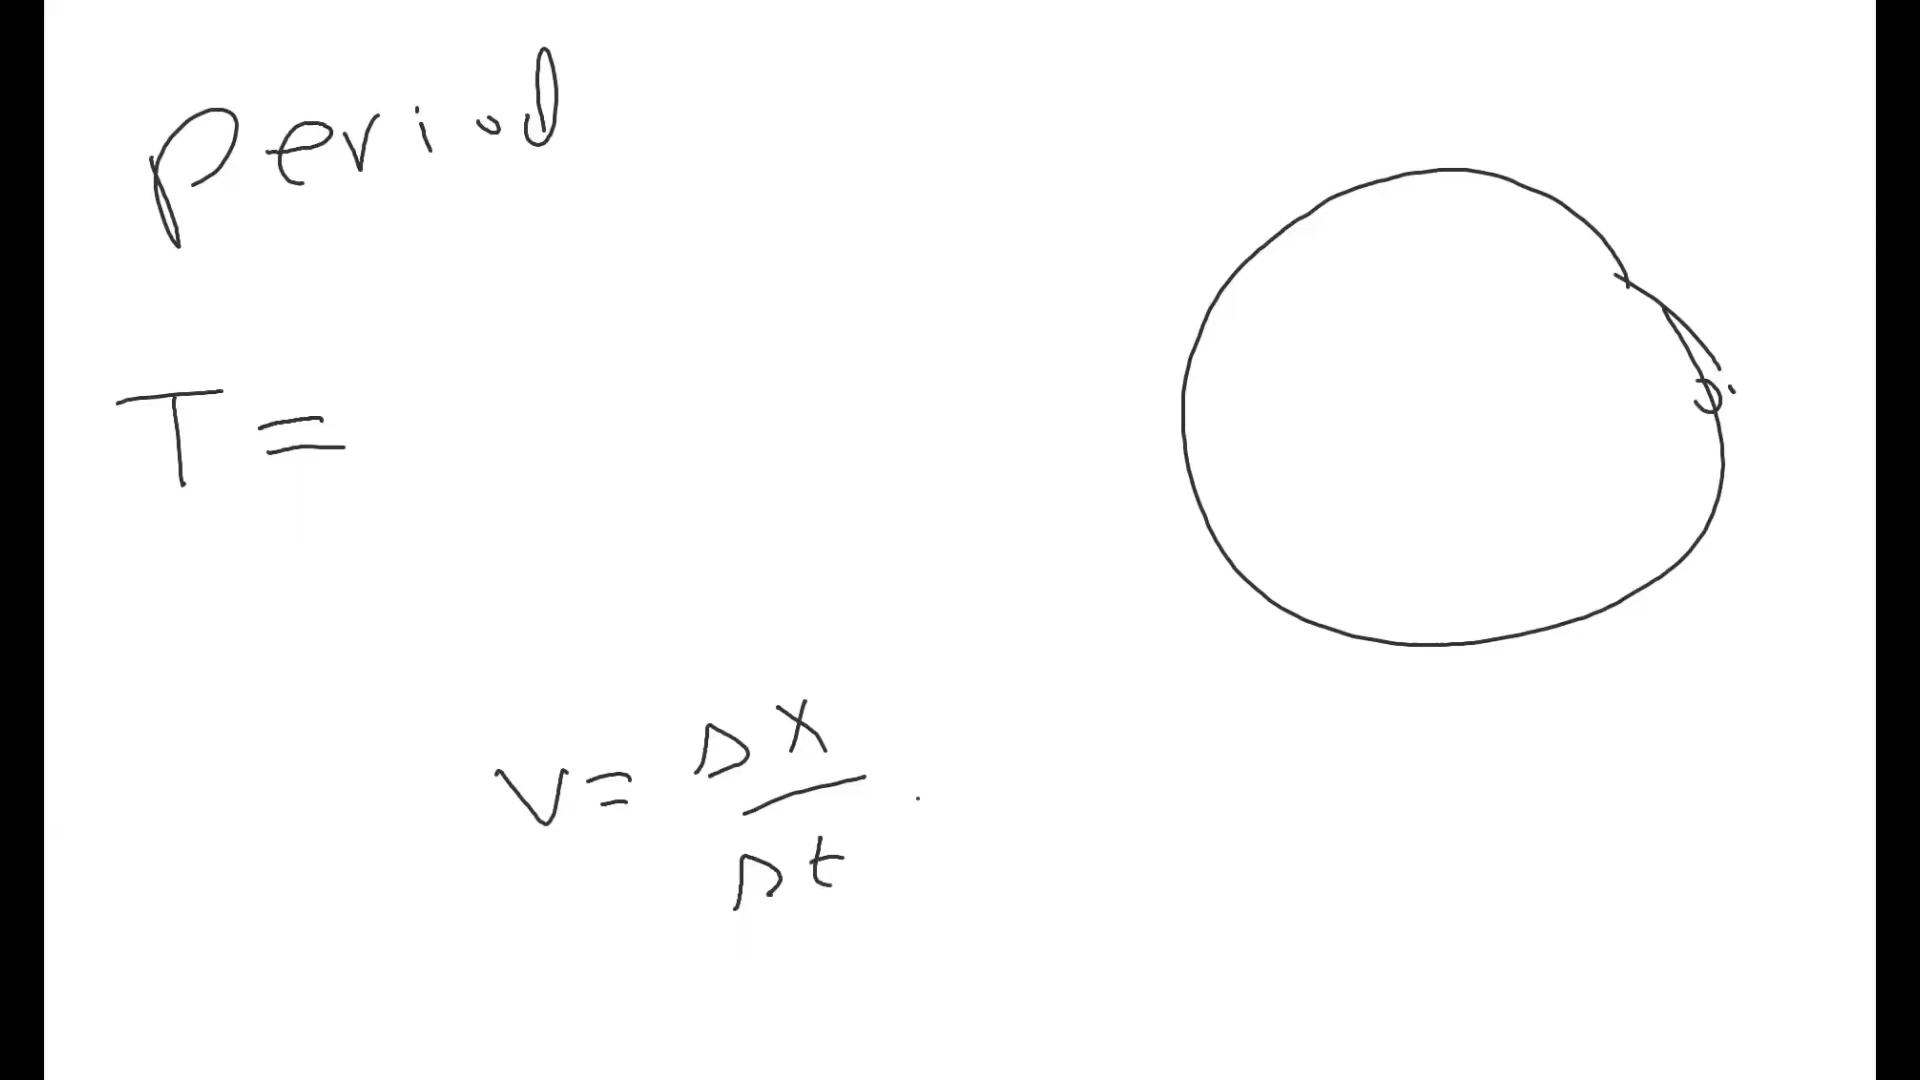 Period
T =
V = Δx / Δt